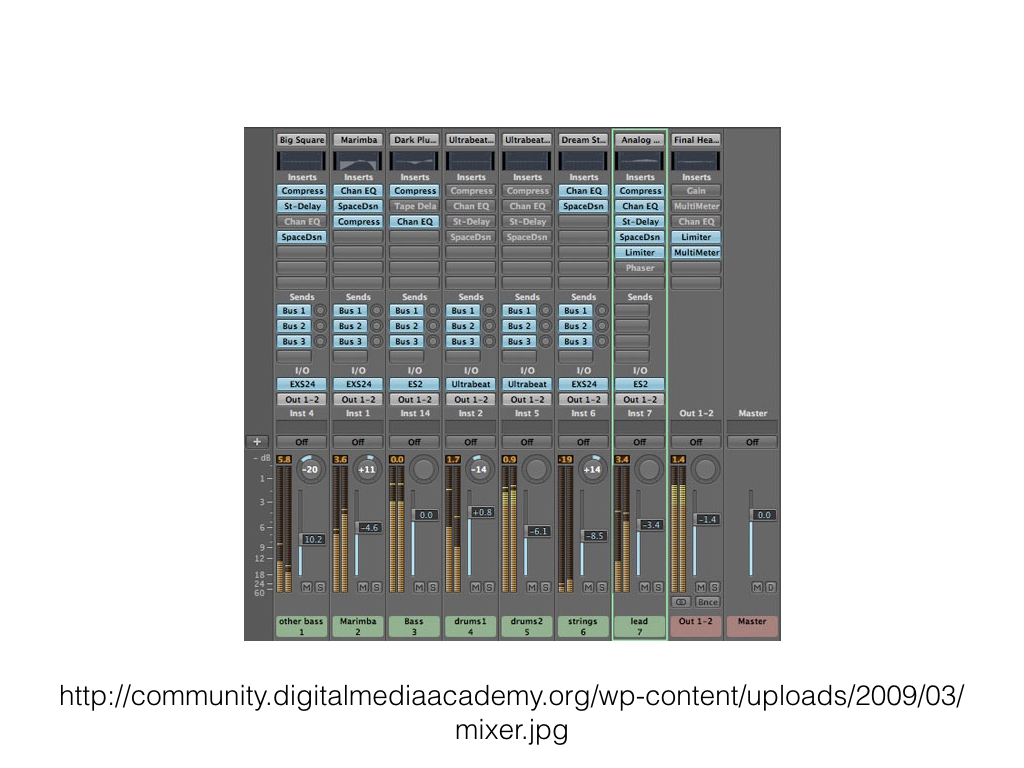 Big Square Marimba Dark Plu... Ultrabeat... Ultrabeat... Dream St... Analog ... Final Hea...
Inserts Inserts Inserts Inserts Inserts Inserts Inserts Inserts
Compress Chan EQ Compress Compress Compress Chan EQ Compress Gain
St-Delay SpaceDsn Tape Dela Chan EQ Chan EQ SpaceDsn Chan EQ MultiMeter
Chan EQ Compress Chan EQ St-Delay St-Delay St-Delay Chan EQ
SpaceDsn SpaceDsn SpaceDsn SpaceDsn Limiter
Limiter MultiMeter
Phaser
Sends Sends Sends Sends Sends Sends Sends
Bus 1 Bus 1 Bus 1 Bus 1 Bus 1 Bus 1
Bus 2 Bus 2 Bus 2 Bus 2 Bus 2 Bus 2
Bus 3 Bus 3 Bus 3 Bus 3 Bus 3 Bus 3
I/O I/O I/O I/O I/O I/O I/O
EXS24 EXS24 ES2 Ultrabeat Ultrabeat EXS24 ES2
Out 1-2 Out 1-2 Out 1-2 Out 1-2 Out 1-2 Out 1-2 Out 1-2
Inst 4 Inst 1 Inst 14 Inst 2 Inst 5 Inst 6 Inst 7 Out 1-2 Master
+ Off Off Off Off Off Off Off Off Off
- dB 5.8 3.6 0.0 1.7 0.9 -19 3.4 1.4
-20 +11 -14 +14
1
3
6
9
12
18
24
60
10.2 -4.6 0.0 +0.8 -6.1 -8.5 -3.4 -1.4 0.0
M S M S M S M S M S M S M S M S M D
Bnce
other bass Marimba Bass drums1 drums2 strings lead Out 1-2 Master
1 2 3 4 5 6 7
http://community.digitalmediaacademy.org/wp-content/uploads/2009/03/
mixer.jpg